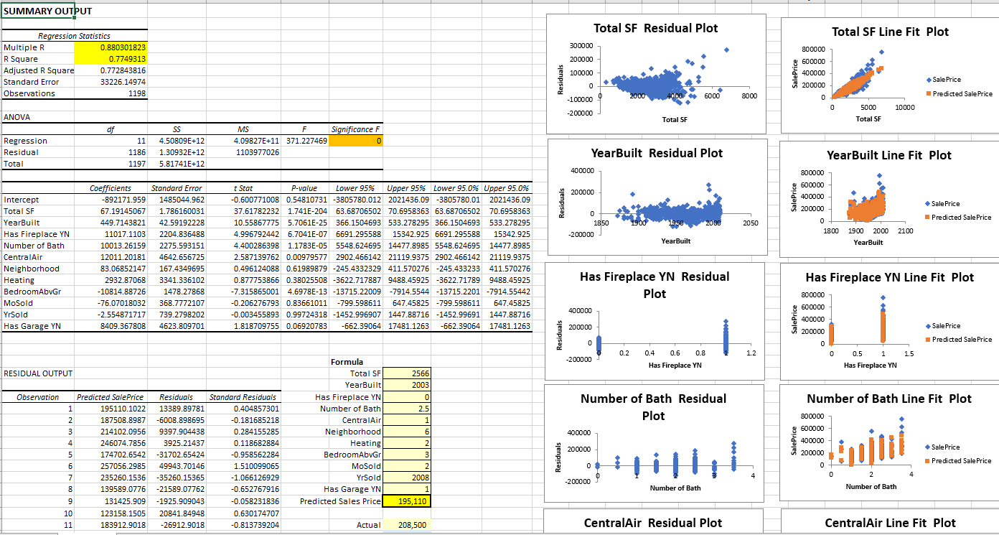 SUMMARY OUTPUT
Regression Statistics
Multiple R 0.880301823
R Square 0.7749313
Adjusted R Square 0.772843816
Standard Error 33226.14974
Observations 1198
ANOVA
df SS MS F Significance F
Regression 11 4.50809E+12 4.09827E+11 371.227469 0
Residual 1186 1.30932E+12 1103977026
Total 1197 5.81741E+12
Coefficients Standard Error t Stat P-value Lower 95% Upper 95% Lower 95.0% Upper 95.0%
Intercept -892171.959 1485044.962 -0.600771008 0.54810731 -3805780.012 2021436.09 -3805780.01 2021436.09
Total SF 67.19145067 1.786160031 37.61782232 1.741E-204 63.68706502 70.6958363 63.68706502 70.6958363
YearBuilt 449.7143821 42.59192228 10.55867775 5.7061E-25 366.1504693 533.278295 366.1504693 533.278295
Has Fireplace YN 11017.1103 2204.836488 4.996792442 6.7041E-07 6691.295588 15342.925 6691.295588 15342.925
Number of Bath 10013.26159 2275.593151 4.400286398 1.1783E-05 5548.624695 14477.8985 5548.624695 14477.8985
CentralAir 12011.20181 4642.656725 2.587139762 0.00979577 2902.466142 21119.9375 2902.466142 21119.9375
Neighborhood 83.06852147 167.4349695 0.496124088 0.61989879 -245.4332329 411.570276 -245.433233 411.570276
Heating 2932.87068 3341.336102 0.877753866 0.38025508 -3622.717887 9488.45925 -3622.71789 9488.45925
BedroomAbvGr -10814.88726 1478.27868 -7.315865001 4.6978E-13 -13715.22009 -7914.5544 -13715.2201 -7914.55442
MoSold -76.07018032 368.7772107 -0.206276793 0.83661011 -799.598611 647.45825 -799.598611 647.45825
YrSold -2.554871717 739.2798202 -0.003455893 0.99724318 -1452.996907 1447.88716 -1452.99691 1447.88716
Has Garage YN 8409.367808 4623.809701 1.818709755 0.06920783 -662.39064 17481.1263 -662.39064 17481.1263
Formula
RESIDUAL OUTPUT Total SF 2566
YearBuilt 2003
Observation Predicted SalePrice Residuals Standard Residuals Has Fireplace YN 0
1 195110.1022 13389.89781 0.404857301 Number of Bath 2.5
2 187508.8987 -6008.898695 -0.181685218 CentralAir 1
3 214102.0956 9397.904438 0.284155285 Neighborhood 6
4 246074.7856 3925.21437 0.118682884 Heating 2
5 174702.6542 -31702.65424 -0.958562284 BedroomAbvGr 3
6 257056.2985 49943.70146 1.510099065 MoSold 2
7 235260.1536 -35260.15365 -1.066126929 YrSold 2008
8 139589.0776 -21589.07762 -0.652767916 Has Garage YN 1
9 131425.909 -1925.909043 -0.058231836 Predicted Sales Price 195,110
10 123158.1505 20841.84948 0.630174707
11 183912.9018 -26912.9018 -0.813739204 Actual 208,500
Total SF Residual Plot
300000
200000
100000
0
-100000
-200000
Residuals
0 2000 4000 6000 8000
Total SF
Total SF Line Fit Plot
800000
600000
400000
200000
0
SalePrice
0 5000 10000
Total SF
SalePrice
Predicted SalePrice
YearBuilt Residual Plot
400000
200000
0
-200000
Residuals
1850 1900 1950 2000 2050
YearBuilt
YearBuilt Line Fit Plot
800000
600000
400000
200000
0
SalePrice
1800 1900 2000 2100
YearBuilt
SalePrice
Predicted SalePrice
Has Fireplace YN Residual
Plot
400000
200000
0
-200000
Residuals
0 0.2 0.4 0.6 0.8 1 1.2
Has Fireplace YN
Has Fireplace YN Line Fit Plot
800000
600000
400000
200000
0
SalePrice
0 0.5 1 1.5
Has Fireplace YN
SalePrice
Predicted SalePrice
Number of Bath Residual
Plot
400000
200000
0
-200000
Residuals
0 1 2 3 4
Number of Bath
Number of Bath Line Fit Plot
800000
600000
400000
200000
0
SalePrice
0 2 4
Number of Bath
SalePrice
Predicted SalePrice
CentralAir Residual Plot
CentralAir Line Fit Plot